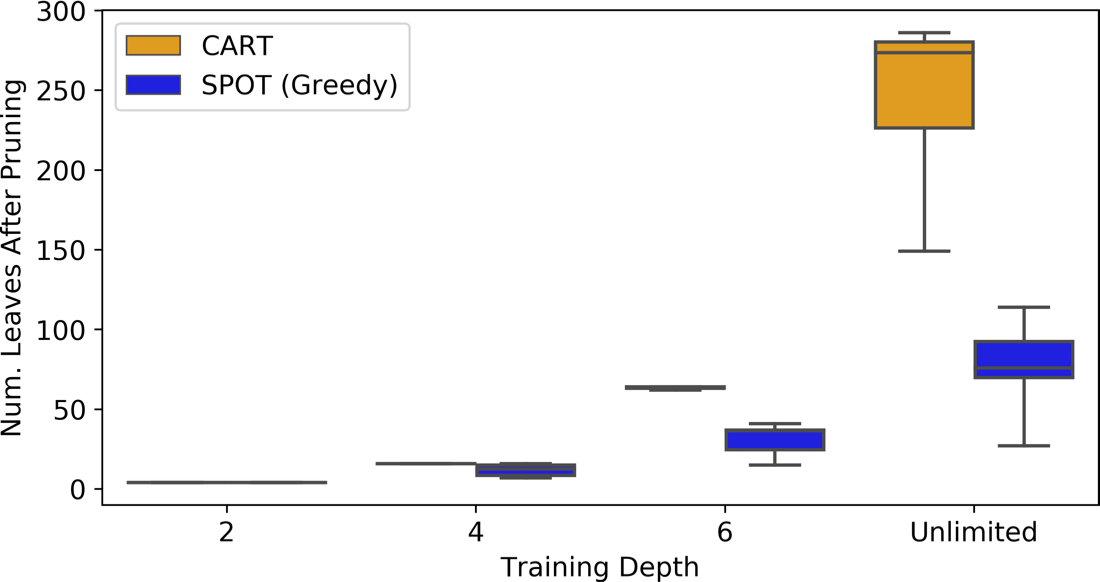 300
250
200
150
100
50
0
Num. Leaves After Pruning
CART
SPOT (Greedy)
2
4
6
Unlimited
Training Depth